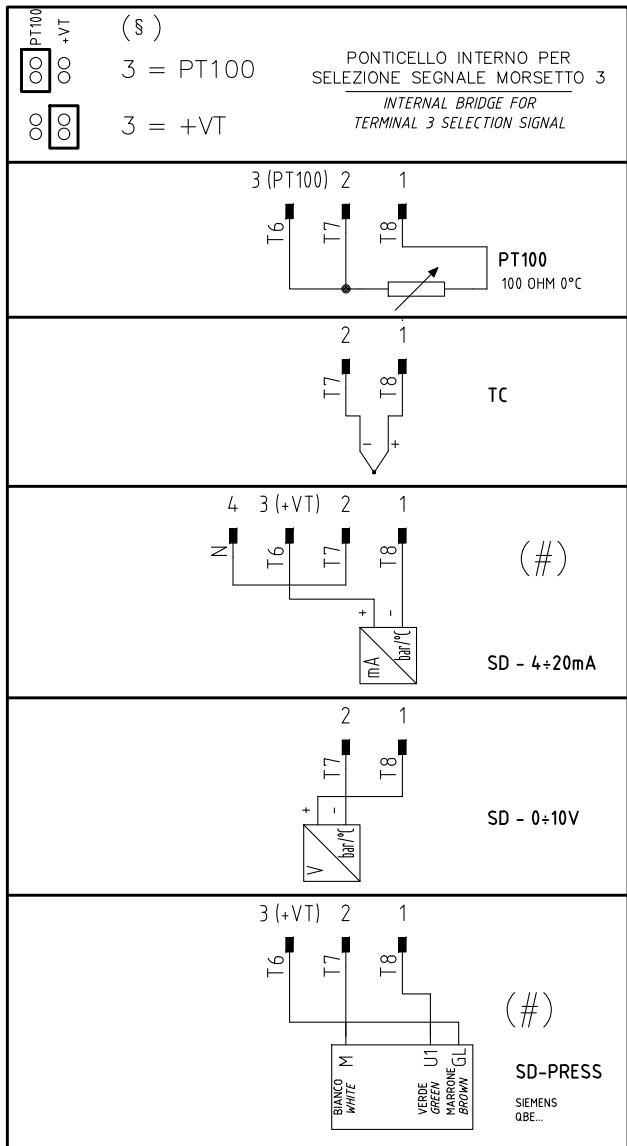 PT100
+VT
(§)
3 = PT100
3 = +VT
PONTICELLO INTERNO PER
SELEZIONE SEGNALE MORSETTO 3
INTERNAL BRIDGE FOR
TERMINAL 3 SELECTION SIGNAL
3 (PT100) 2 1
T6 T7 T8
PT100
100 OHM 0°C
2 1
T7 T8
TC
- +
4 3 (+VT) 2 1
N T6 T7 T8
(#)
+ -
mA bar/°C
SD - 4÷20mA
2 1
T7 T8
+ -
V bar/°C
SD - 0÷10V
3 (+VT) 2 1
T6 T7 T8
(#)
M U1 GL
BIANCO
WHITE
VERDE
GREEN
MARRONE
BROWN
SD-PRESS
SIEMENS
QBE...